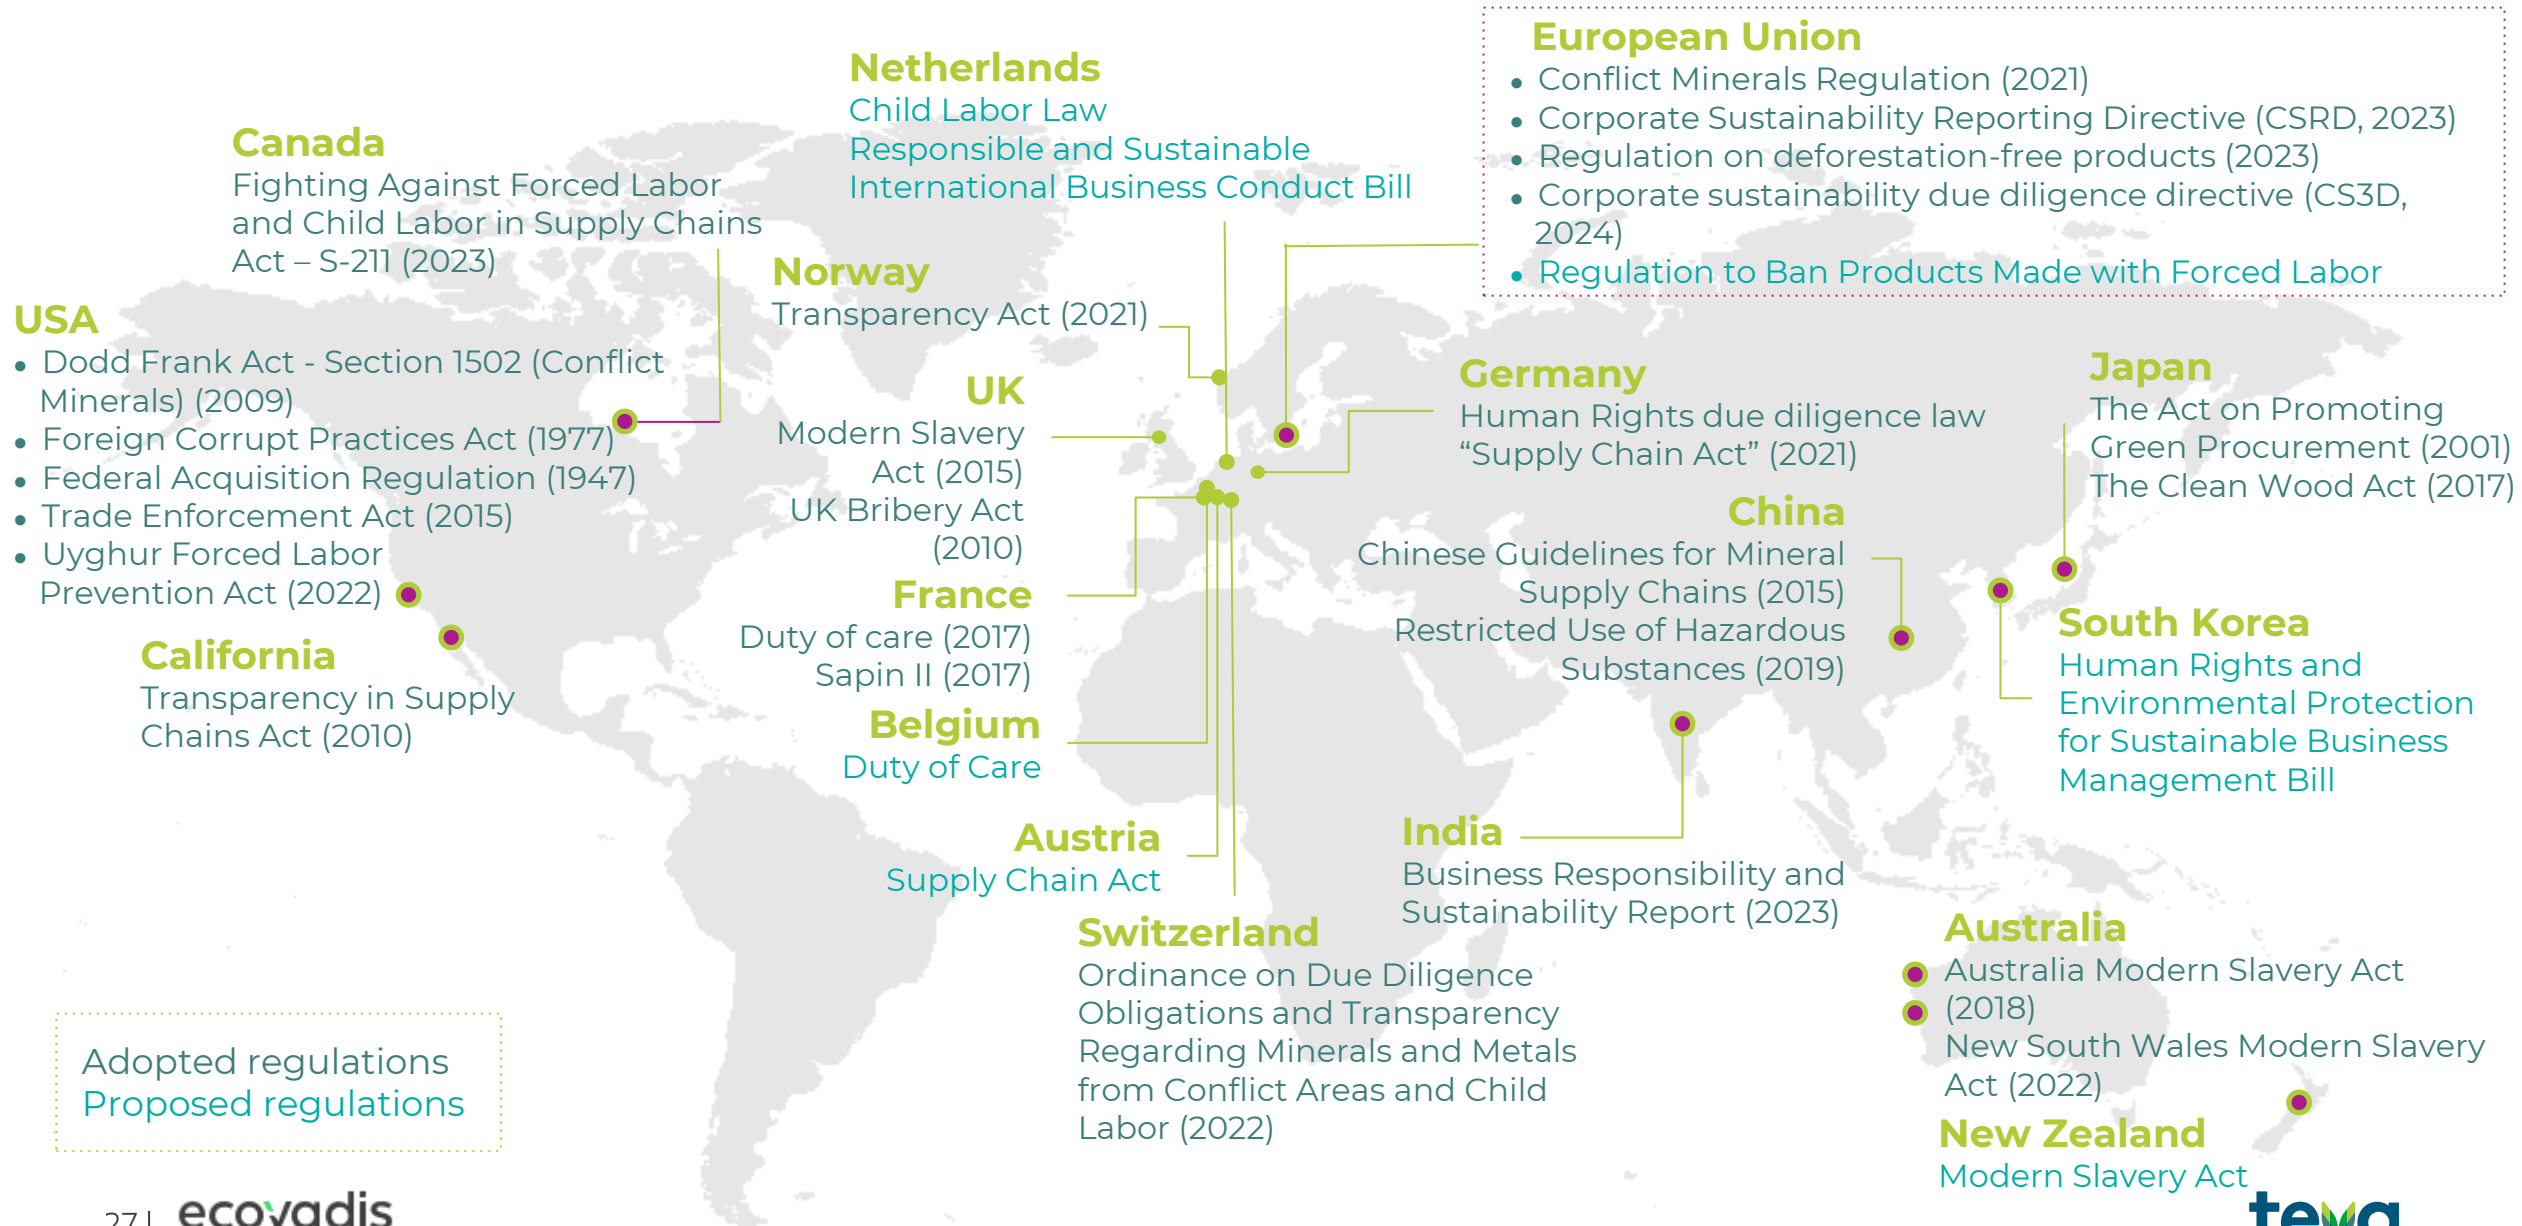 European Union
• Conflict Minerals Regulation (2021)
• Corporate Sustainability Reporting Directive (CSRD, 2023)
• Regulation on deforestation-free products (2023)
• Corporate sustainability due diligence directive (CS3D,
2024)
• Regulation to Ban Products Made with Forced Labor
Netherlands
Child Labor Law
Responsible and Sustainable
International Business Conduct Bill
Canada
Fighting Against Forced Labor
and Child Labor in Supply Chains
Act – S-211 (2023)
Norway
Transparency Act (2021)
USA
• Dodd Frank Act - Section 1502 (Conflict
Minerals) (2009)
• Foreign Corrupt Practices Act (1977)
• Federal Acquisition Regulation (1947)
• Trade Enforcement Act (2015)
• Uyghur Forced Labor
Prevention Act (2022)
California
Transparency in Supply
Chains Act (2010)
UK
Modern Slavery
Act (2015)
UK Bribery Act
(2010)
France
Duty of care (2017)
Sapin II (2017)
Belgium
Duty of Care
Austria
Supply Chain Act
Switzerland
Ordinance on Due Diligence
Obligations and Transparency
Regarding Minerals and Metals
from Conflict Areas and Child
Labor (2022)
Germany
Human Rights due diligence law
“Supply Chain Act” (2021)
China
Chinese Guidelines for Mineral
Supply Chains (2015)
Restricted Use of Hazardous
Substances (2019)
India
Business Responsibility and
Sustainability Report (2023)
Japan
The Act on Promoting
Green Procurement (2001)
The Clean Wood Act (2017)
South Korea
Human Rights and
Environmental Protection
for Sustainable Business
Management Bill
Australia
Australia Modern Slavery Act
(2018)
New South Wales Modern Slavery
Act (2022)
New Zealand
Modern Slavery Act
Adopted regulations
Proposed regulations
27 | ecovadis
teva